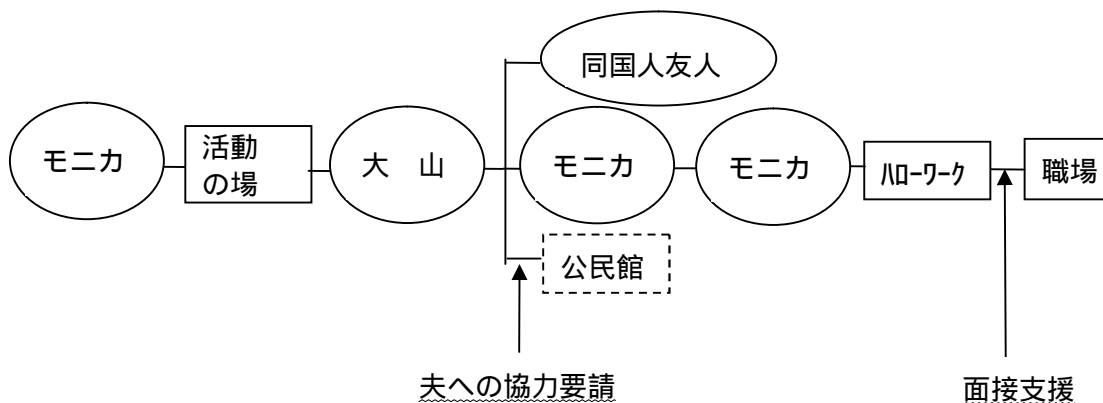 同国人友人
モニカ
活動
の場
大　山
モニカ
モニカ
ﾊﾛｰﾜｰｸ
職場
公民館
夫への協力要請
面接支援